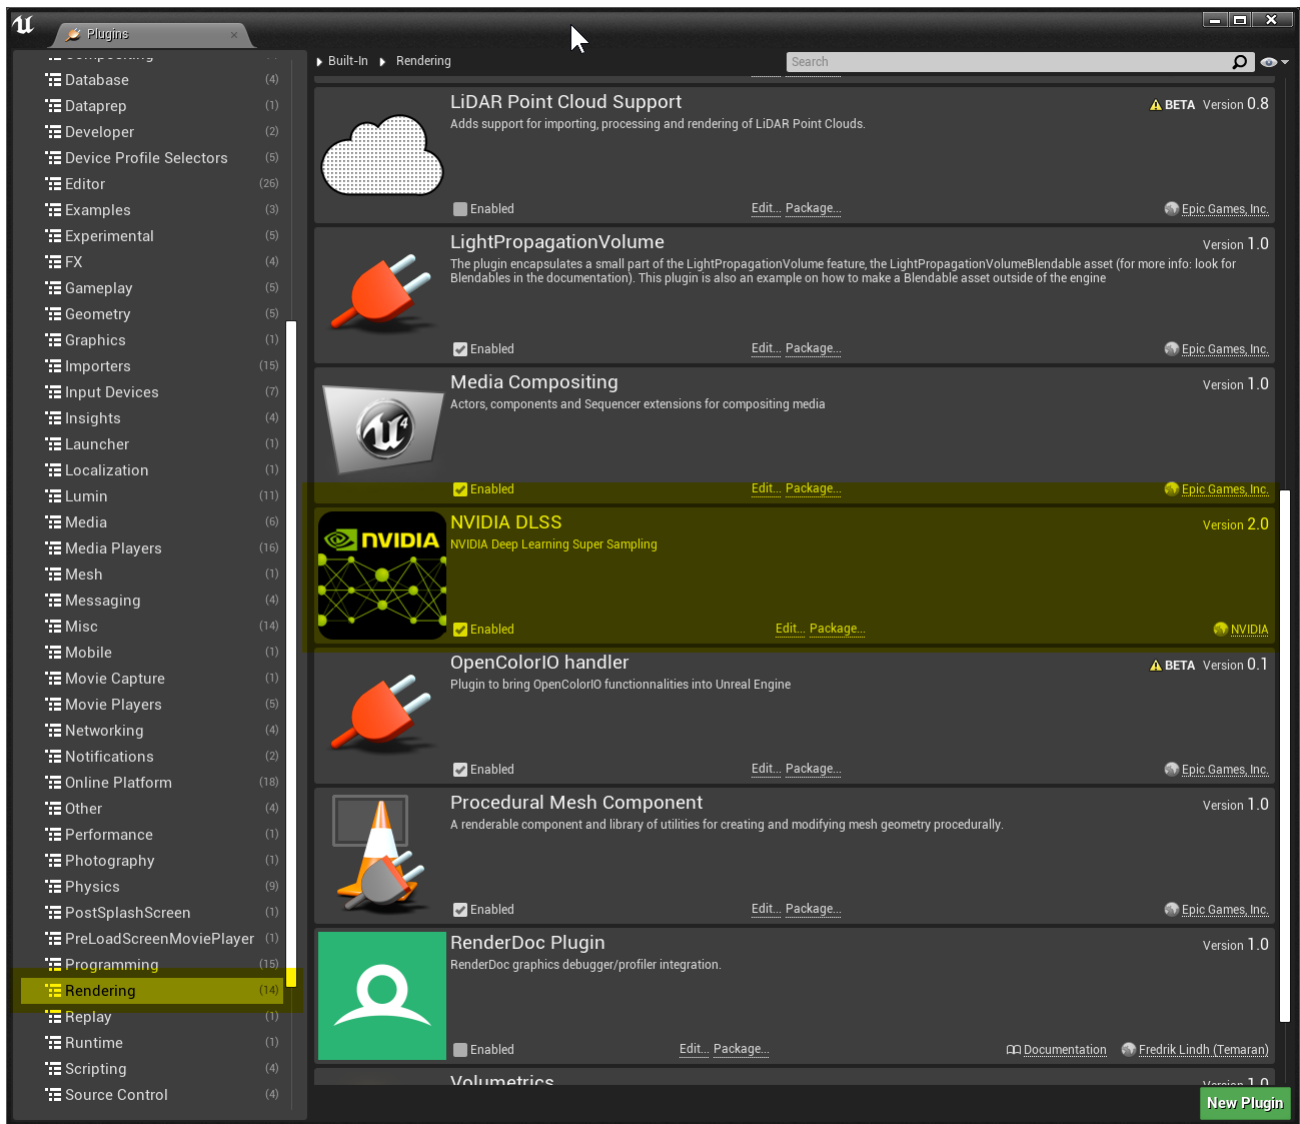 Plugins
Database (4)
Dataprep (1)
Developer (2)
Device Profile Selectors (5)
Editor (26)
Examples (3)
Experimental (5)
FX (4)
Gameplay (5)
Geometry (5)
Graphics (1)
Importers (15)
Input Devices (7)
Insights (4)
Launcher (1)
Localization (1)
Lumin (11)
Media (6)
Media Players (16)
Mesh (1)
Messaging (4)
Misc (14)
Mobile (1)
Movie Capture (1)
Movie Players (5)
Networking (4)
Notifications (2)
Online Platform (18)
Other (4)
Performance (1)
Photography (1)
Physics (9)
PostSplashScreen (1)
PreLoadScreenMoviePlayer (1)
Programming (15)
Rendering (14)
Replay (1)
Runtime (1)
Scripting (4)
Source Control (4)
Built-In Rendering
Search
LiDAR Point Cloud Support
BETA Version 0.8
Adds support for importing, processing and rendering of LiDAR Point Clouds.
Enabled Edit... Package... Epic Games, Inc.
LightPropagationVolume
Version 1.0
The plugin encapsulates a small part of the LightPropagationVolume feature, the LightPropagationVolumeBlendable asset (for more info: look for
Blendables in the documentation). This plugin is also an example on how to make a Blendable asset outside of the engine
Enabled Edit... Package... Epic Games, Inc.
Media Compositing
Version 1.0
Actors, components and Sequencer extensions for compositing media
4
Enabled Edit... Package... Epic Games, Inc.
NVIDIA DLSS
Version 2.0
NVIDIA
NVIDIA Deep Learning Super Sampling
Enabled Edit... Package... NVIDIA
OpenColorIO handler
BETA Version 0.1
Plugin to bring OpenColorIO functionnalities into Unreal Engine
Enabled Edit... Package... Epic Games, Inc.
Procedural Mesh Component
Version 1.0
A renderable component and library of utilities for creating and modifying mesh geometry procedurally.
Enabled Edit... Package... Epic Games, Inc.
RenderDoc Plugin
Version 1.0
RenderDoc graphics debugger/profiler integration.
Enabled Edit... Package... Documentation Fredrik Lindh (Temaran)
Volumetrics
Version 1.0
New Plugin